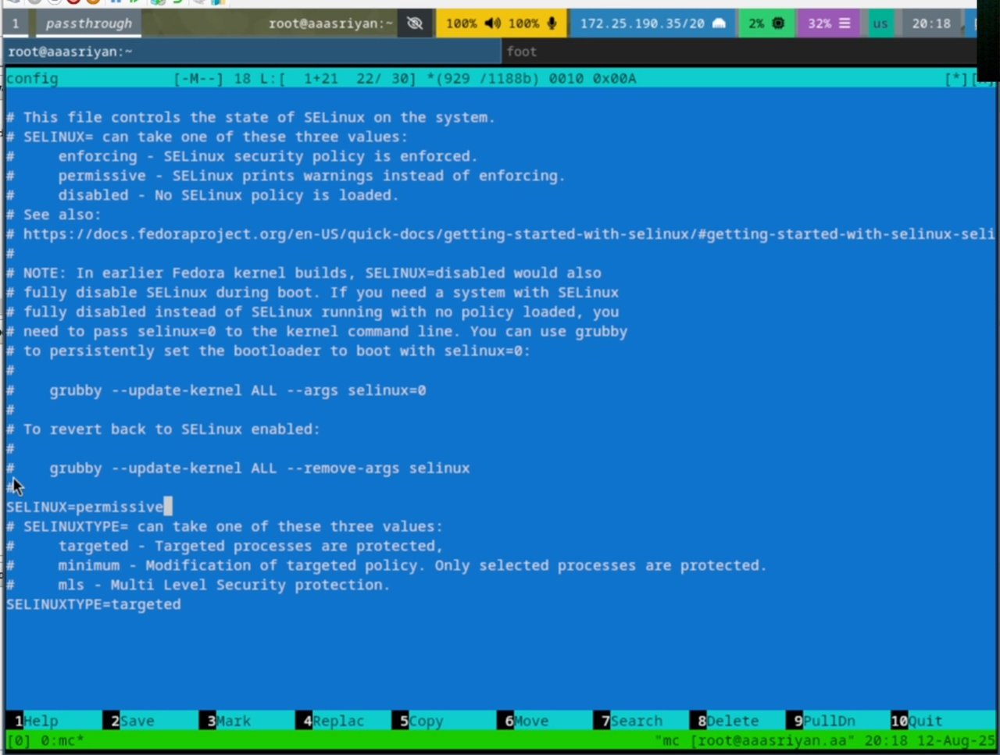 1 passthrough root@aaasriyan:~ 100% 100% 172.25.190.35/20 2% 32% us 20:18
root@aaasriyan:~ foot
config [-M--] 18 L:[ 1+21 22/ 30] *(929 /1188b) 0010 0x00A [*]
# This file controls the state of SELinux on the system.
# SELINUX= can take one of these three values:
# enforcing - SELinux security policy is enforced.
# permissive - SELinux prints warnings instead of enforcing.
# disabled - No SELinux policy is loaded.
# See also:
# https://docs.fedoraproject.org/en-US/quick-docs/getting-started-with-selinux/#getting-started-with-selinux-seli
#
# NOTE: In earlier Fedora kernel builds, SELINUX=disabled would also
# fully disable SELinux during boot. If you need a system with SELinux
# fully disabled instead of SELinux running with no policy loaded, you
# need to pass selinux=0 to the kernel command line. You can use grubby
# to persistently set the bootloader to boot with selinux=0:
#
# grubby --update-kernel ALL --args selinux=0
#
# To revert back to SELinux enabled:
#
# grubby --update-kernel ALL --remove-args selinux
#
SELINUX=permissive
# SELINUXTYPE= can take one of these three values:
# targeted - Targeted processes are protected,
# minimum - Modification of targeted policy. Only selected processes are protected.
# mls - Multi Level Security protection.
SELINUXTYPE=targeted
1Help 2Save 3Mark 4Replac 5Copy 6Move 7Search 8Delete 9PullDn 10Quit
[0] 0:mc* "mc [root@aaasriyan.aa" 20:18 12-Aug-25